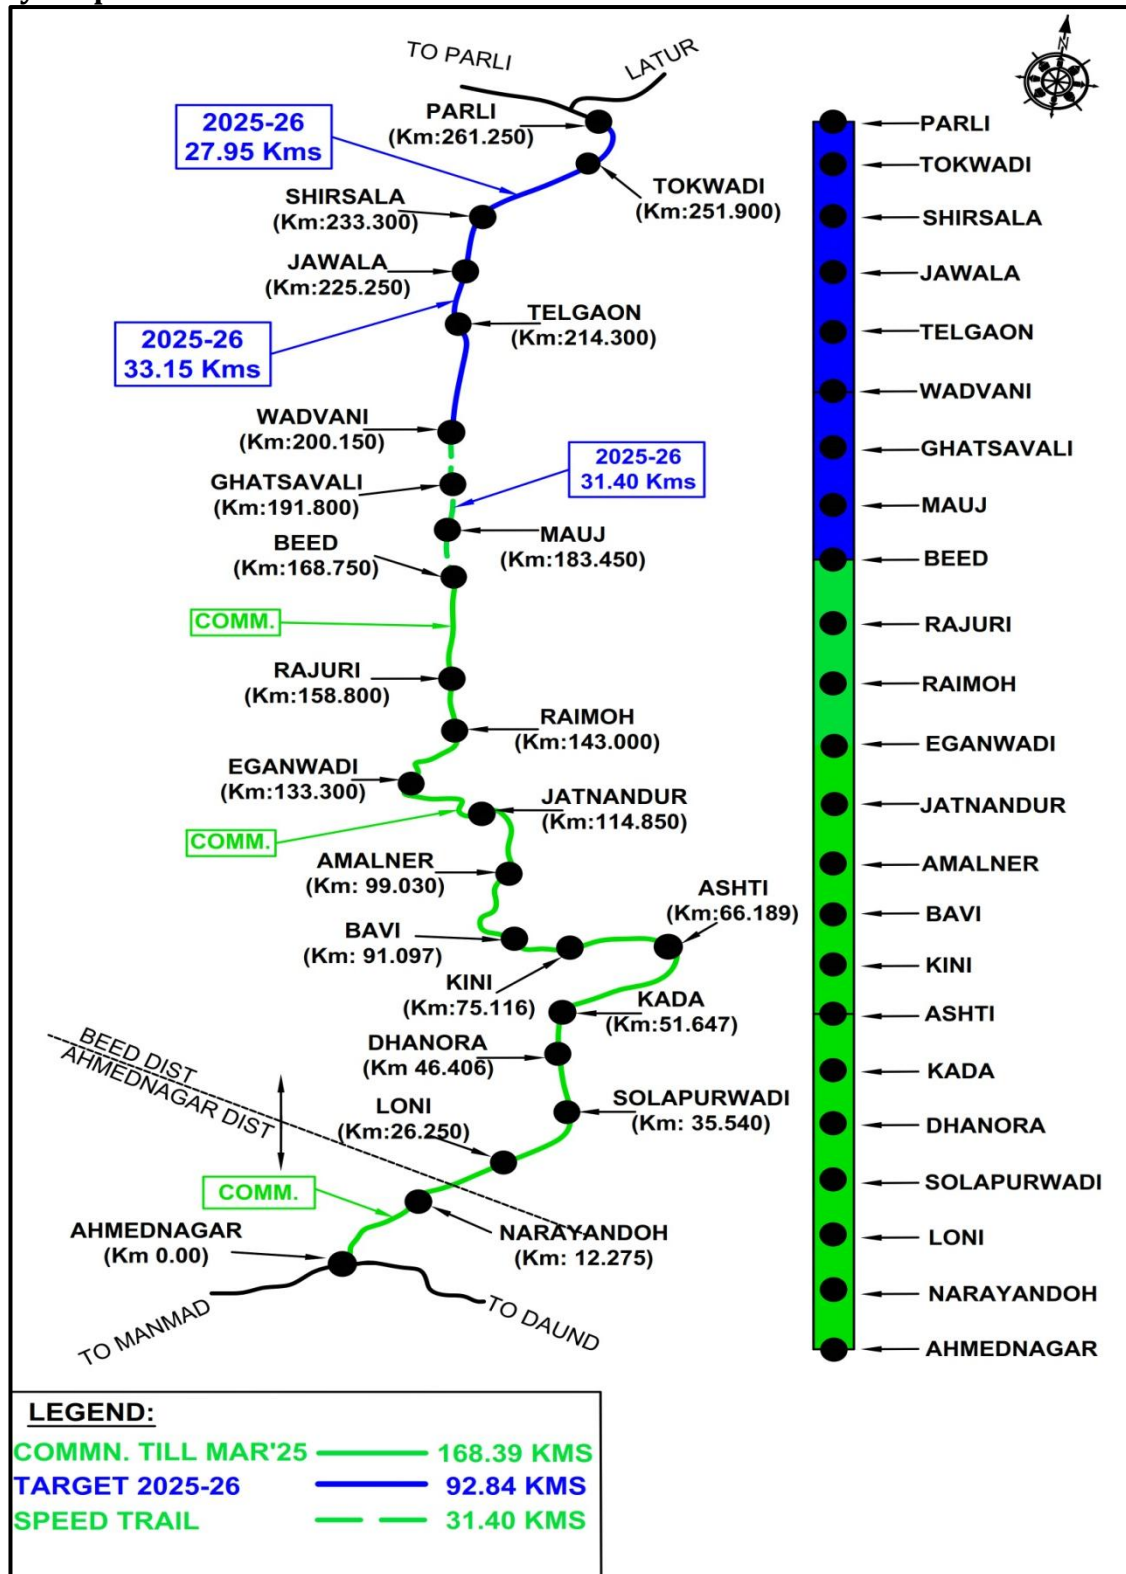 TO PARLI
LATUR
N
PARLI
(Km:261.250)
2025-26
27.95 Kms
TOKWADI
(Km:251.900)
SHIRSALA
(Km:233.300)
JAWALA
(Km:225.250)
TELGAON
(Km:214.300)
2025-26
33.15 Kms
WADVANI
(Km:200.150)
2025-26
31.40 Kms
GHATSAVALI
(Km:191.800)
MAUJ
(Km:183.450)
BEED
(Km:168.750)
COMM.
RAJURI
(Km:158.800)
RAIMOH
(Km:143.000)
EGANWADI
(Km:133.300)
JATNANDUR
(Km:114.850)
COMM.
AMALNER
(Km: 99.030)
ASHTI
(Km:66.189)
BAVI
(Km: 91.097)
KINI
(Km:75.116)
KADA
(Km:51.647)
DHANORA
(Km 46.406)
BEED DIST
AHMEDNAGAR DIST
SOLAPURWADI
(Km: 35.540)
LONI
(Km:26.250)
COMM.
NARAYANDOH
(Km: 12.275)
AHMEDNAGAR
(Km 0.00)
TO MANMAD
TO DAUND
PARLI
TOKWADI
SHIRSALA
JAWALA
TELGAON
WADVANI
GHATSAVALI
MAUJ
BEED
RAJURI
RAIMOH
EGANWADI
JATNANDUR
AMALNER
BAVI
KINI
ASHTI
KADA
DHANORA
SOLAPURWADI
LONI
NARAYANDOH
AHMEDNAGAR
LEGEND:
COMMN. TILL MAR'25 168.39 KMS
TARGET 2025-26 92.84 KMS
SPEED TRAIL 31.40 KMS